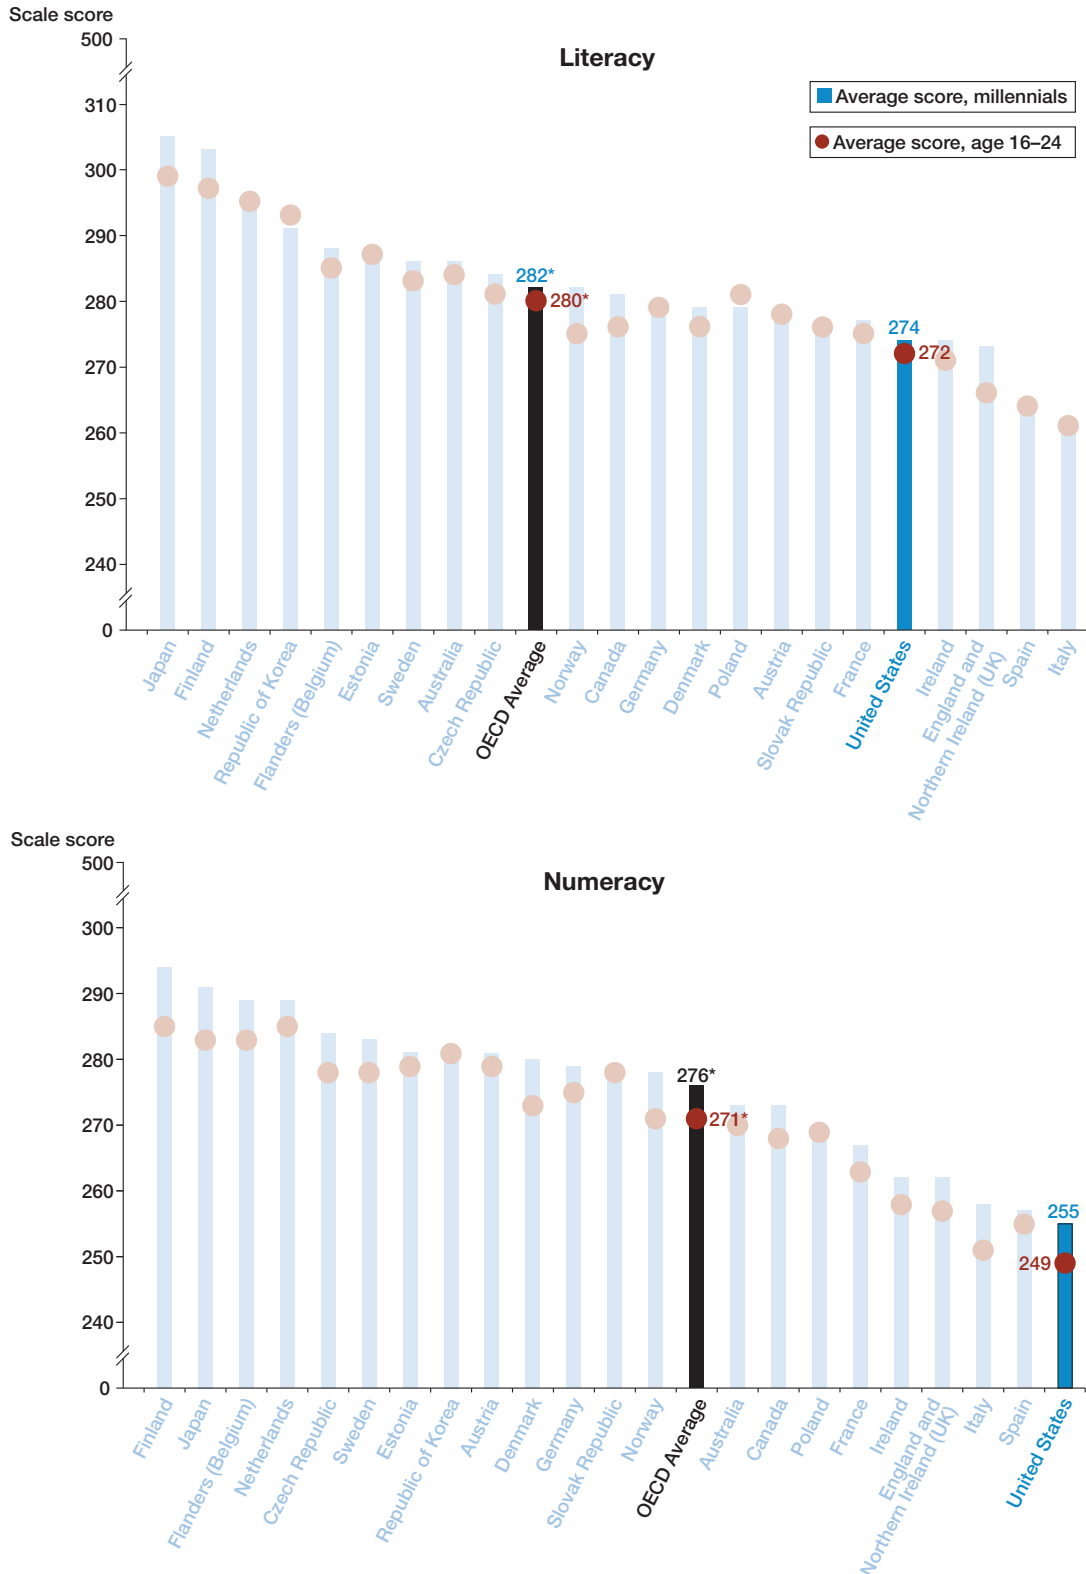 Scale score
500
Literacy
Average score, millennials
310
Average score, age 16–24
300
290
282*
280*
280
274
272
270
260
250
240
0
Japan
Finland
Netherlands
Republic of Korea
Flanders (Belgium)
Estonia
Sweden
Australia
Czech Republic
OECD Average
Norway
Canada
Germany
Denmark
Poland
Austria
Slovak Republic
France
United States
Ireland
England and
Northern Ireland (UK)
Spain
Italy
Scale score
500
Numeracy
300
290
280
276*
271*
270
260
255
250
249
240
0
Finland
Japan
Flanders (Belgium)
Netherlands
Czech Republic
Sweden
Estonia
Republic of Korea
Austria
Denmark
Germany
Slovak Republic
Norway
OECD Average
Australia
Canada
Poland
France
Ireland
England and
Northern Ireland (UK)
Italy
Spain
United States